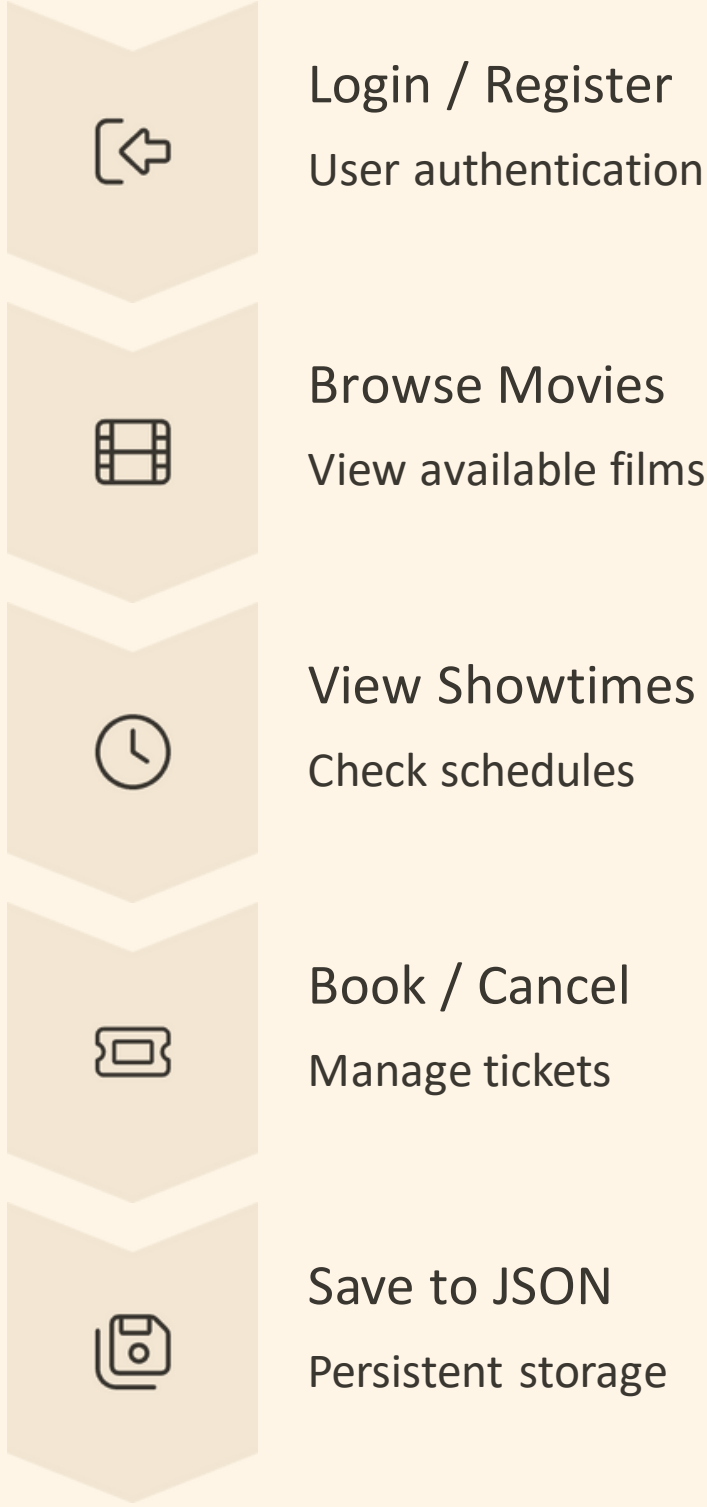 Login / Register
User authentication
Browse Movies
View available films
View Showtimes
Check schedules
Book / Cancel
Manage tickets
Save to JSON
Persistent storage